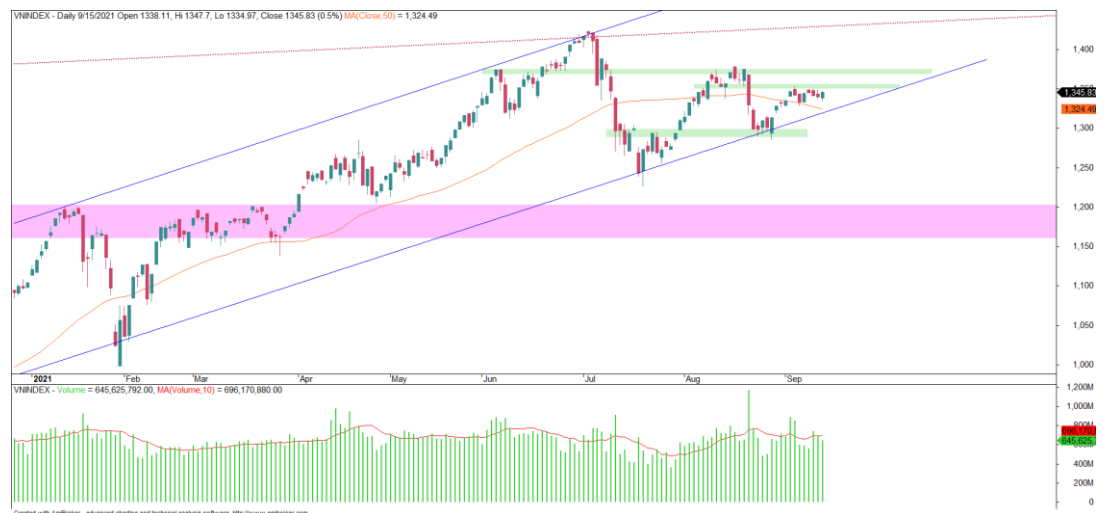 VNINDEX - Daily 9/15/2021 Open 1338.11, Hi 1347.7, Lo 1334.97, Close 1345.83 (0.5%) MA(Close,50) = 1,324.49
1,400
1,345.83
1,324.49
1,300
1,250
1,200
1,150
1,100
1,050
1,000
2021 Feb Mar Apr May Jun Jul Aug Sep
VNINDEX - Volume = 645,625,792.00, MA(Volume,10) = 696,170,880.00
1,200M
1,000M
800M
696,170,
645,625,
400M
200M
0